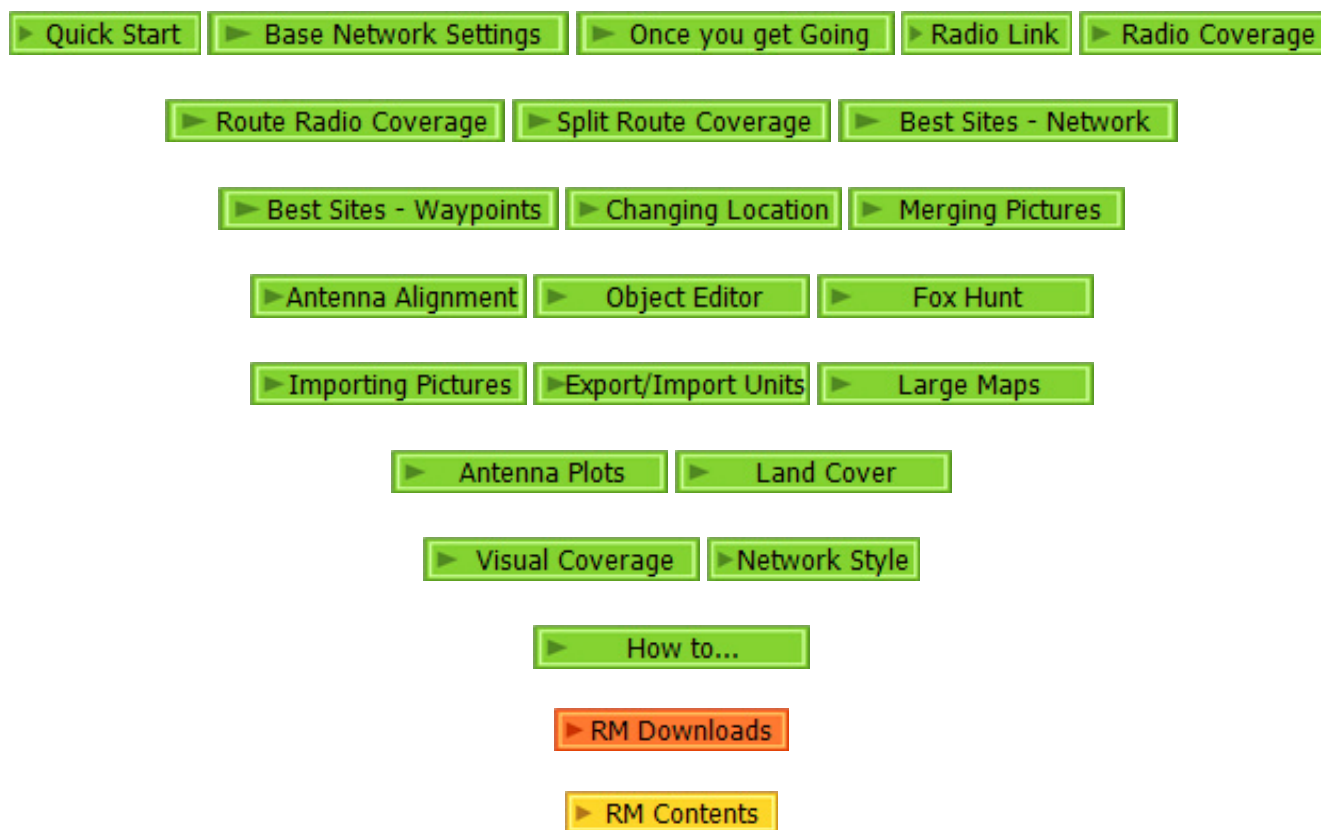 Quick Start Base Network Settings Once you get Going Radio Link Radio Coverage
Route Radio Coverage Split Route Coverage Best Sites - Network
Best Sites - Waypoints Changing Location Merging Pictures
Antenna Alignment Object Editor Fox Hunt
Importing Pictures Export/Import Units Large Maps
Antenna Plots Land Cover
Visual Coverage Network Style
How to...
RM Downloads
RM Contents